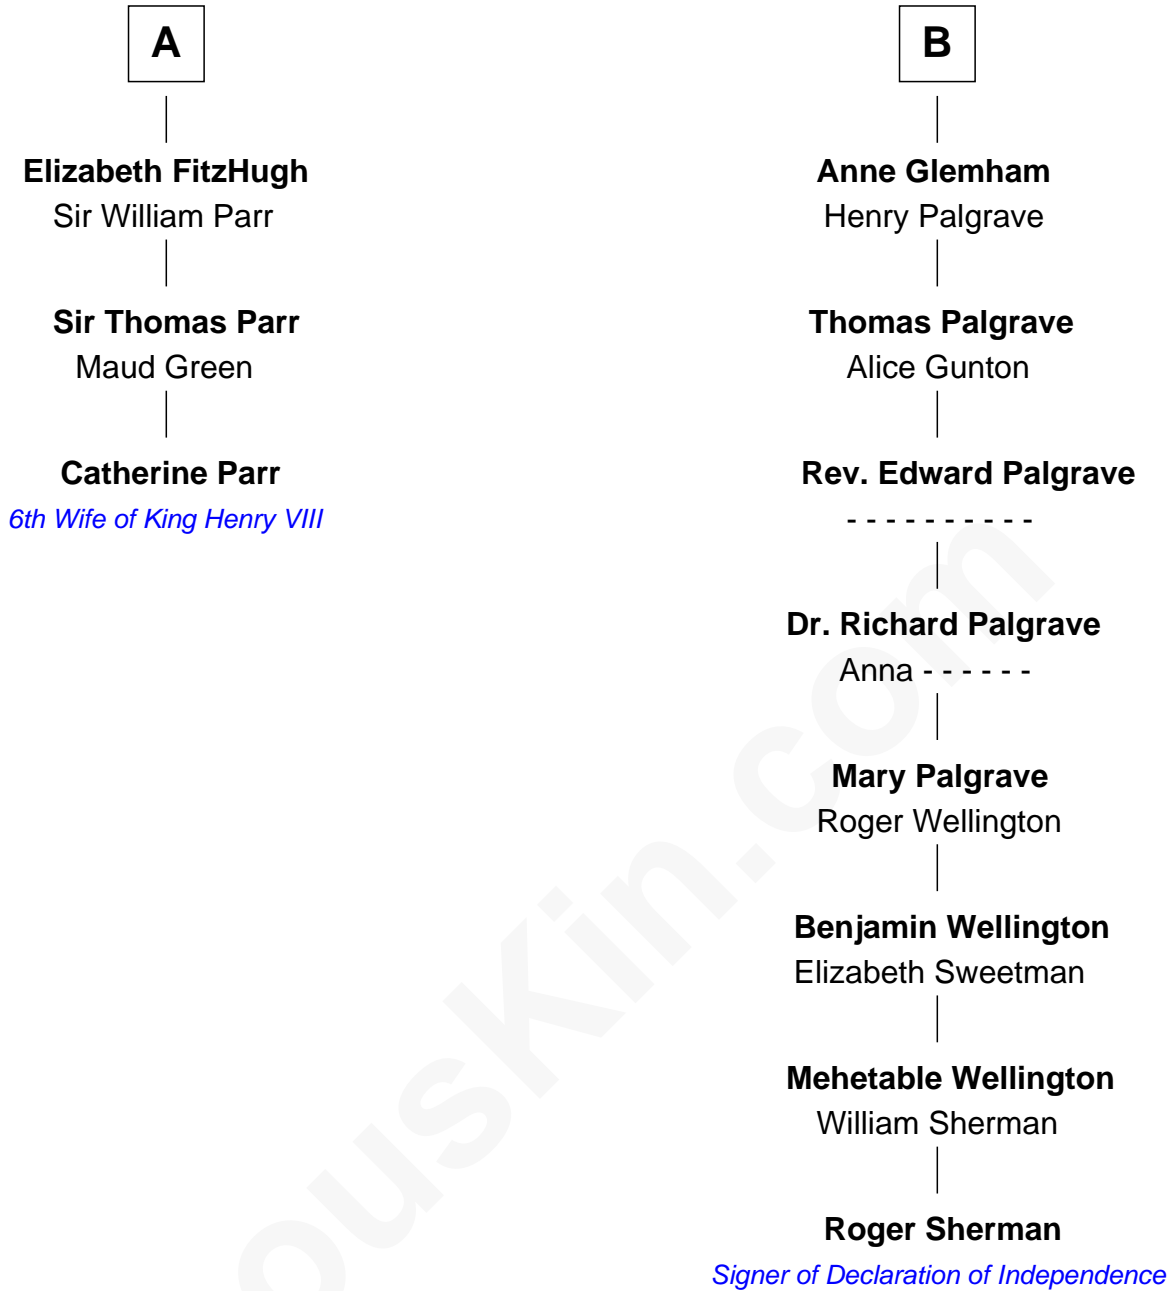 A
Elizabeth FitzHugh
Sir William Parr
Sir Thomas Parr
Maud Green
Catherine Parr
6th Wife of King Henry VIII
B
Anne Glemham
Henry Palgrave
Thomas Palgrave
Alice Gunton
Rev. Edward Palgrave
- - - - - - - - - -
Dr. Richard Palgrave
Anna - - - - - -
Mary Palgrave
Roger Wellington
Benjamin Wellington
Elizabeth Sweetman
Mehetable Wellington
William Sherman
Roger Sherman
Signer of Declaration of Independence
ousKin.com